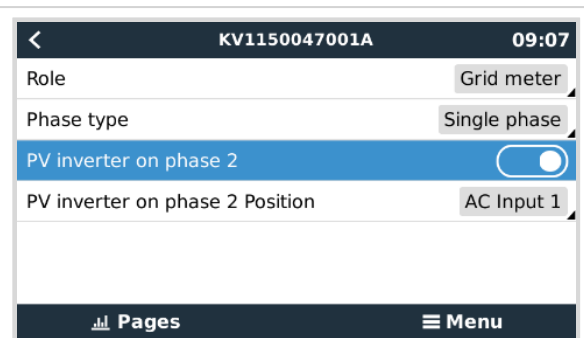 KV1150047001A 09:07
Role Grid meter
Phase type Single phase
PV inverter on phase 2
PV inverter on phase 2 Position AC Input 1
Pages Menu